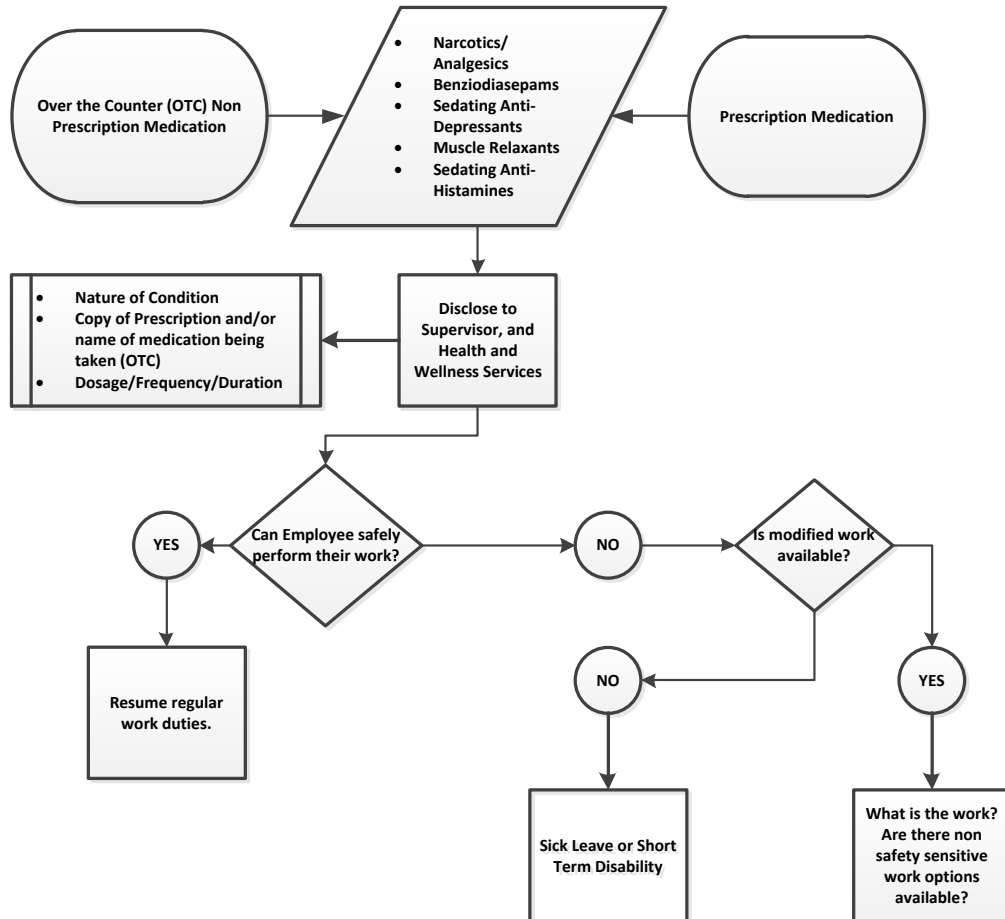 Over the Counter (OTC) Non
Prescription Medication
• Narcotics/
Analgesics
• Benziodiasepams
• Sedating Anti-
Depressants
• Muscle Relaxants
• Sedating Anti-
Histamines
Prescription Medication
• Nature of Condition
• Copy of Prescription and/or
name of medication being
taken (OTC)
• Dosage/Frequency/Duration
Disclose to
Supervisor, and
Health and
Wellness Services
YES
Can Employee safely
perform their work?
NO
Is modified work
available?
Resume regular
work duties.
NO
YES
Sick Leave or Short
Term Disability
What is the work?
Are there non
safety sensitive
work options
available?